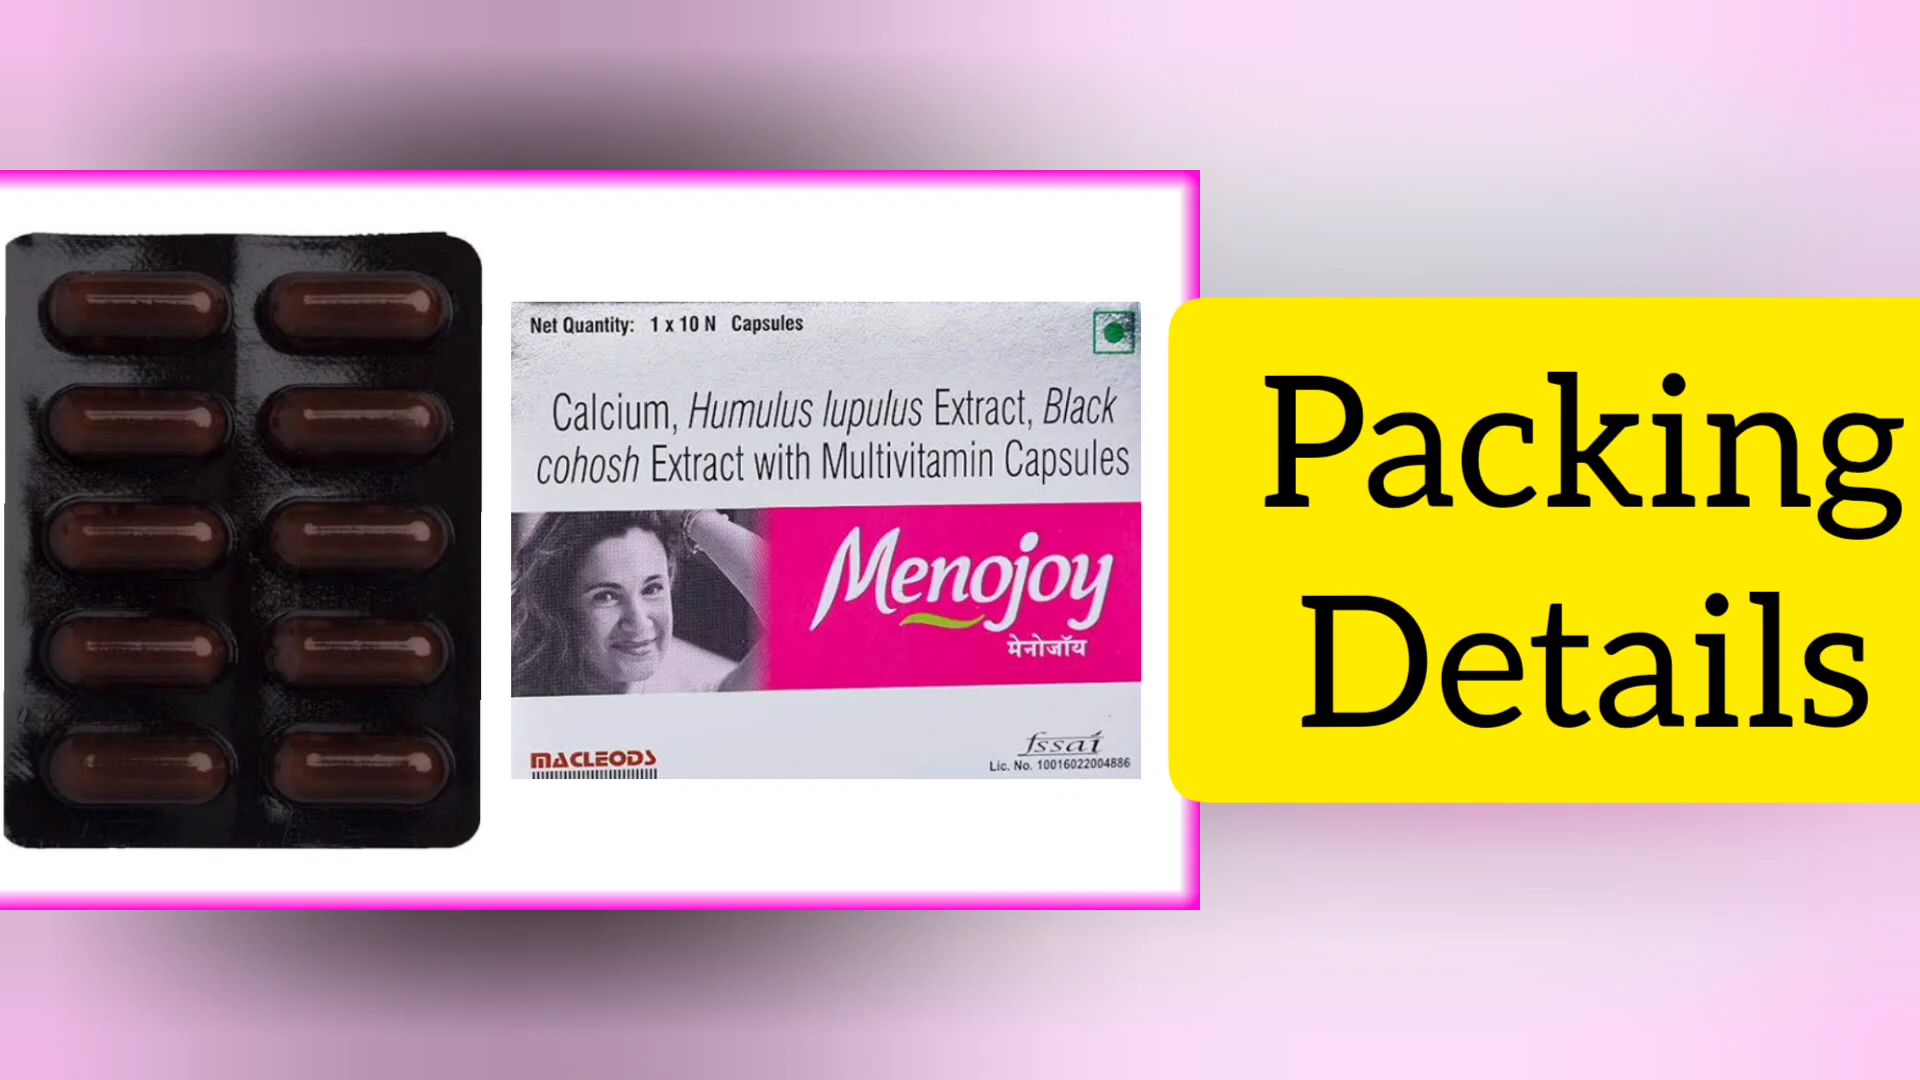 Net Quantity: 1 x 10 N Capsules
Calcium, Humulus lupulus Extract, Black
cohosh Extract with Multivitamin Capsules
Menojoy
मेनोजॉय
MACLEODS
fssai
Lic. No. 10016022004886
Packing
Details